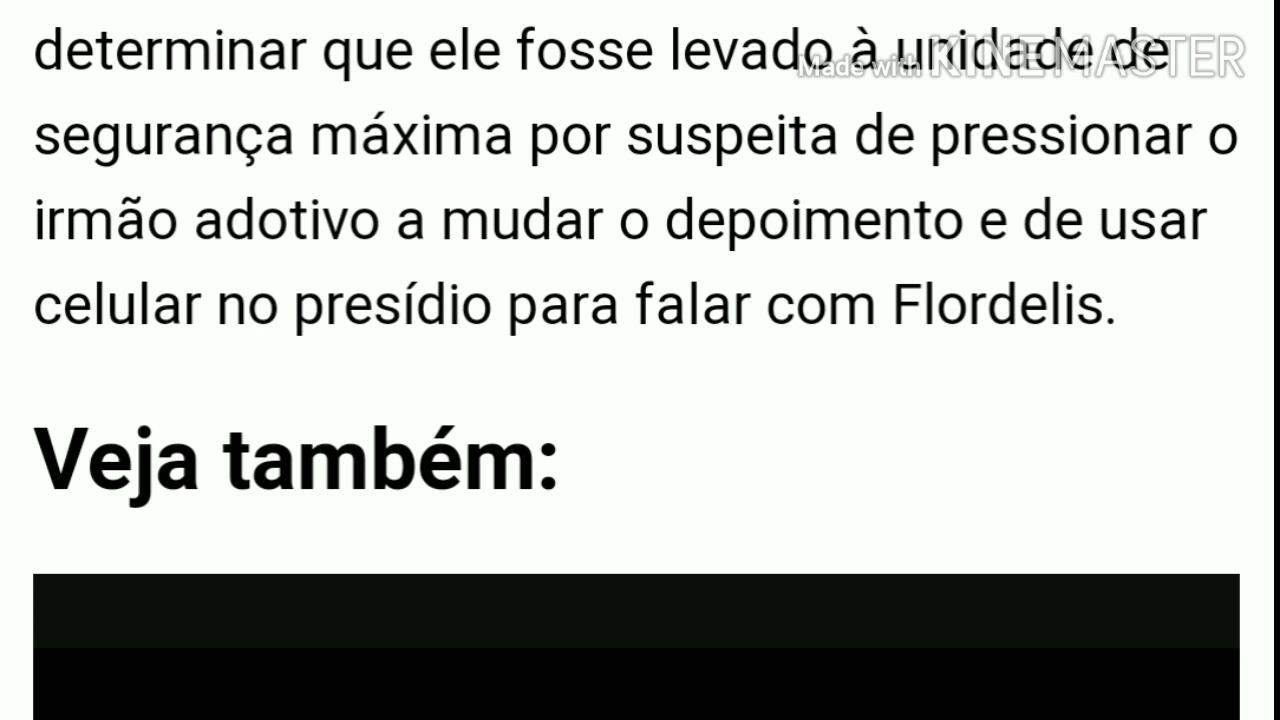 determinar que ele fosse levado à unidade de
Made with KINEMASTER
segurança máxima por suspeita de pressionar o
irmão adotivo a mudar o depoimento e de usar
celular no presídio para falar com Flordelis.
Veja também: